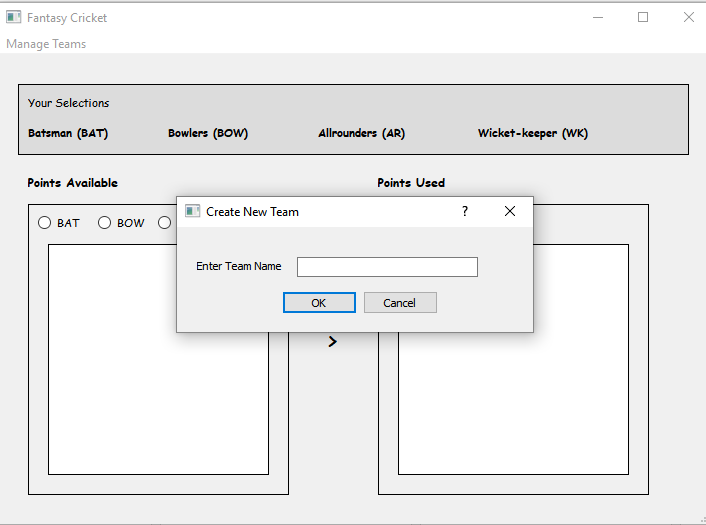 Fantasy Cricket
Manage Teams
Your Selections
Batsman (BAT) Bowlers (BOW) Allrounders (AR) Wicket-keeper (WK)
Points Available Points Used
BAT BOW
>
Create New Team ?
Enter Team Name
OK Cancel